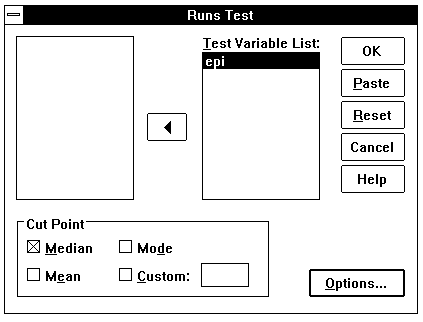 Runs Test
Test Variable List:
epi
OK
Paste
Reset
Cancel
Help
Cut Point
Median
Mode
Mean
Custom:
Options...